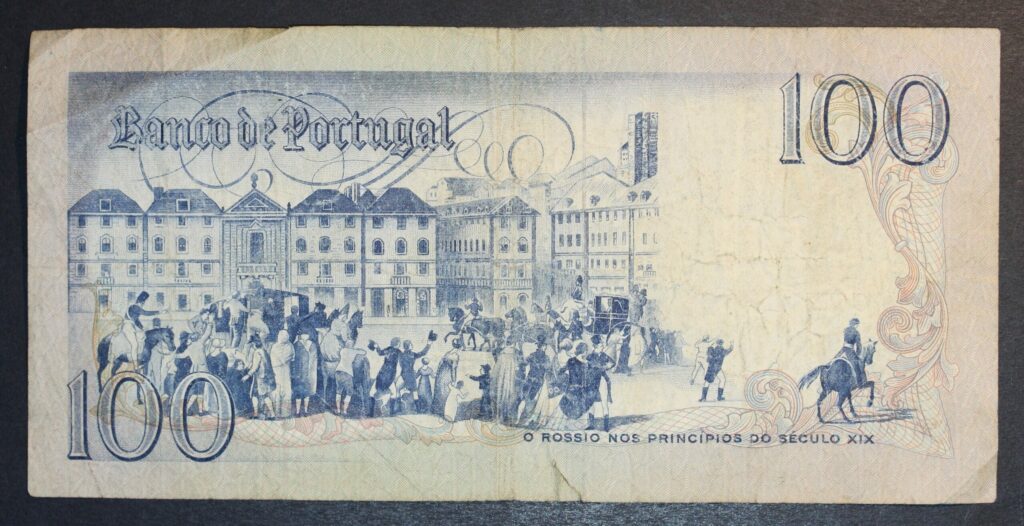 Banco de Portugal
100
100
O ROSSIO NOS PRINCÍPIOS DO SÉCULO XIX